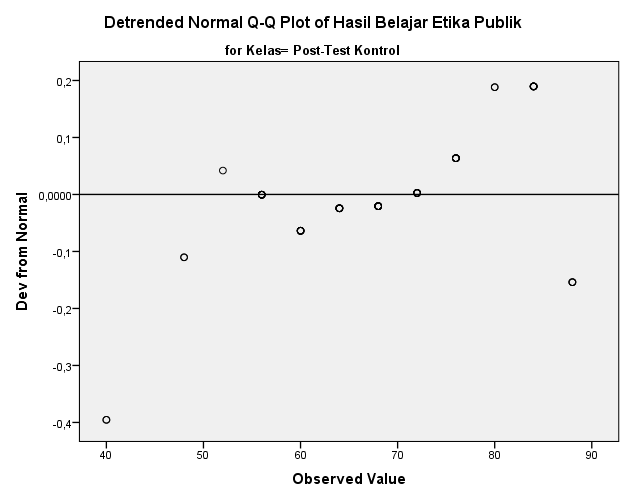 Detrended Normal Q-Q Plot of Hasil Belajar Etika Publik
for Kelas= Post-Test Kontrol
Dev from Normal
0,2
0,1
0,0000
-0,1
-0,2
-0,3
-0,4
40 50 60 70 80 90
Observed Value